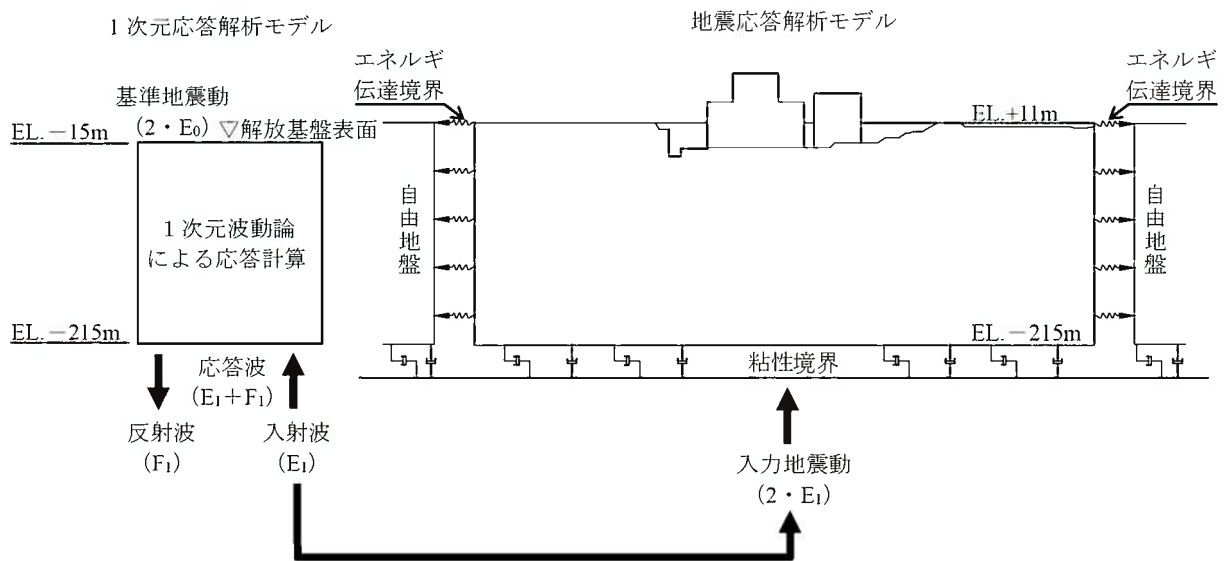 1次元応答解析モデル
地震応答解析モデル
エネルギ
伝達境界
エネルギ
伝達境界
基準地震動
(2・E₀) ▽解放基盤表面
EL.－15m
EL.+11m
自由地盤
1次元波動論
による応答計算
自由地盤
EL.－215m
EL.－215m
応答波
(E₁＋F₁)
粘性境界
反射波
(F₁)
入射波
(E₁)
入力地震動
(2・E₁)